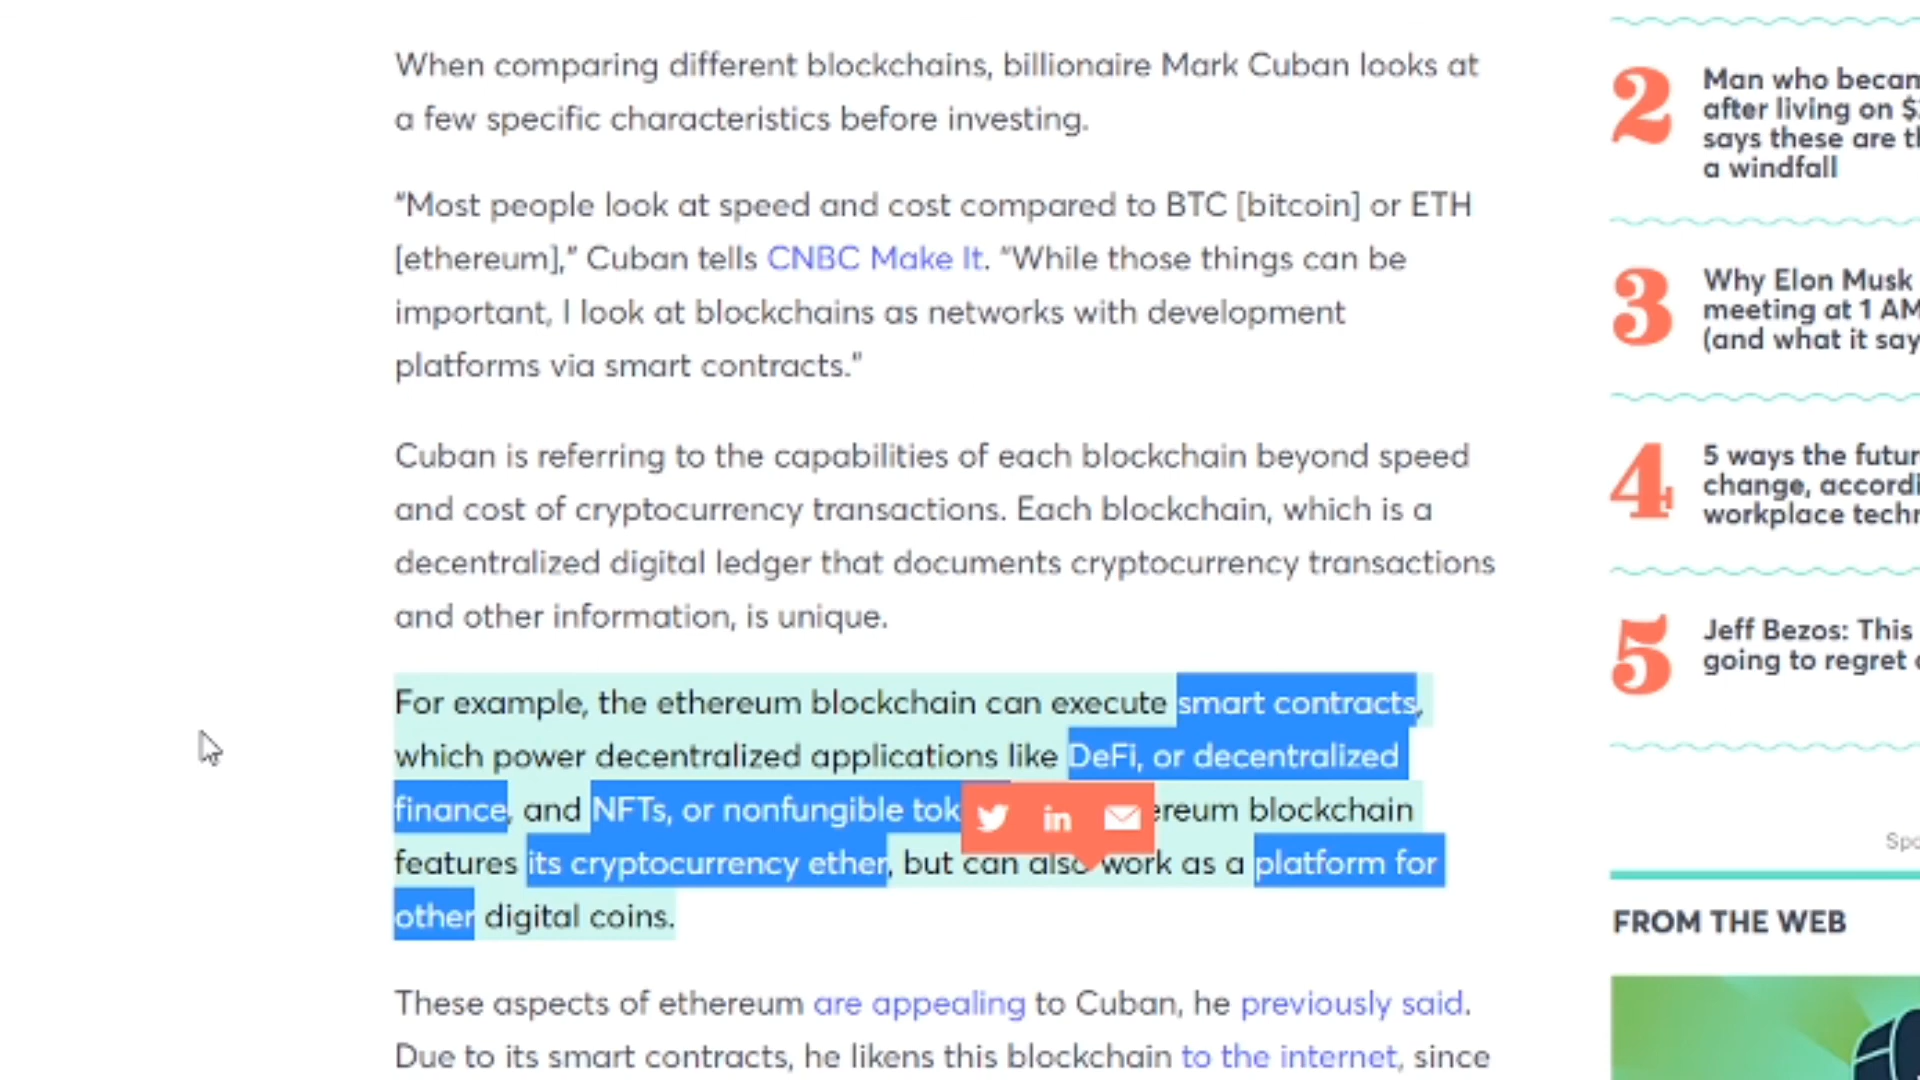 When comparing different blockchains, billionaire Mark Cuban looks at
a few specific characteristics before investing.
“Most people look at speed and cost compared to BTC [bitcoin] or ETH
[ethereum],” Cuban tells CNBC Make It. “While those things can be
important, I look at blockchains as networks with development
platforms via smart contracts.”
Cuban is referring to the capabilities of each blockchain beyond speed
and cost of cryptocurrency transactions. Each blockchain, which is a
decentralized digital ledger that documents cryptocurrency transactions
and other information, is unique.
For example, the ethereum blockchain can execute smart contracts,
which power decentralized applications like DeFi, or decentralized
finance, and NFTs, or nonfungible tok ereum blockchain
features its cryptocurrency ether, but can also work as a platform for
other digital coins.
These aspects of ethereum are appealing to Cuban, he previously said.
Due to its smart contracts, he likens this blockchain to the internet, since
2
Man who becam
after living on $
says these are th
a windfall
3
Why Elon Musk
meeting at 1 AM
(and what it say
4
5 ways the futur
change, accordi
workplace techn
5
Jeff Bezos: This
going to regret
Spo
FROM THE WEB